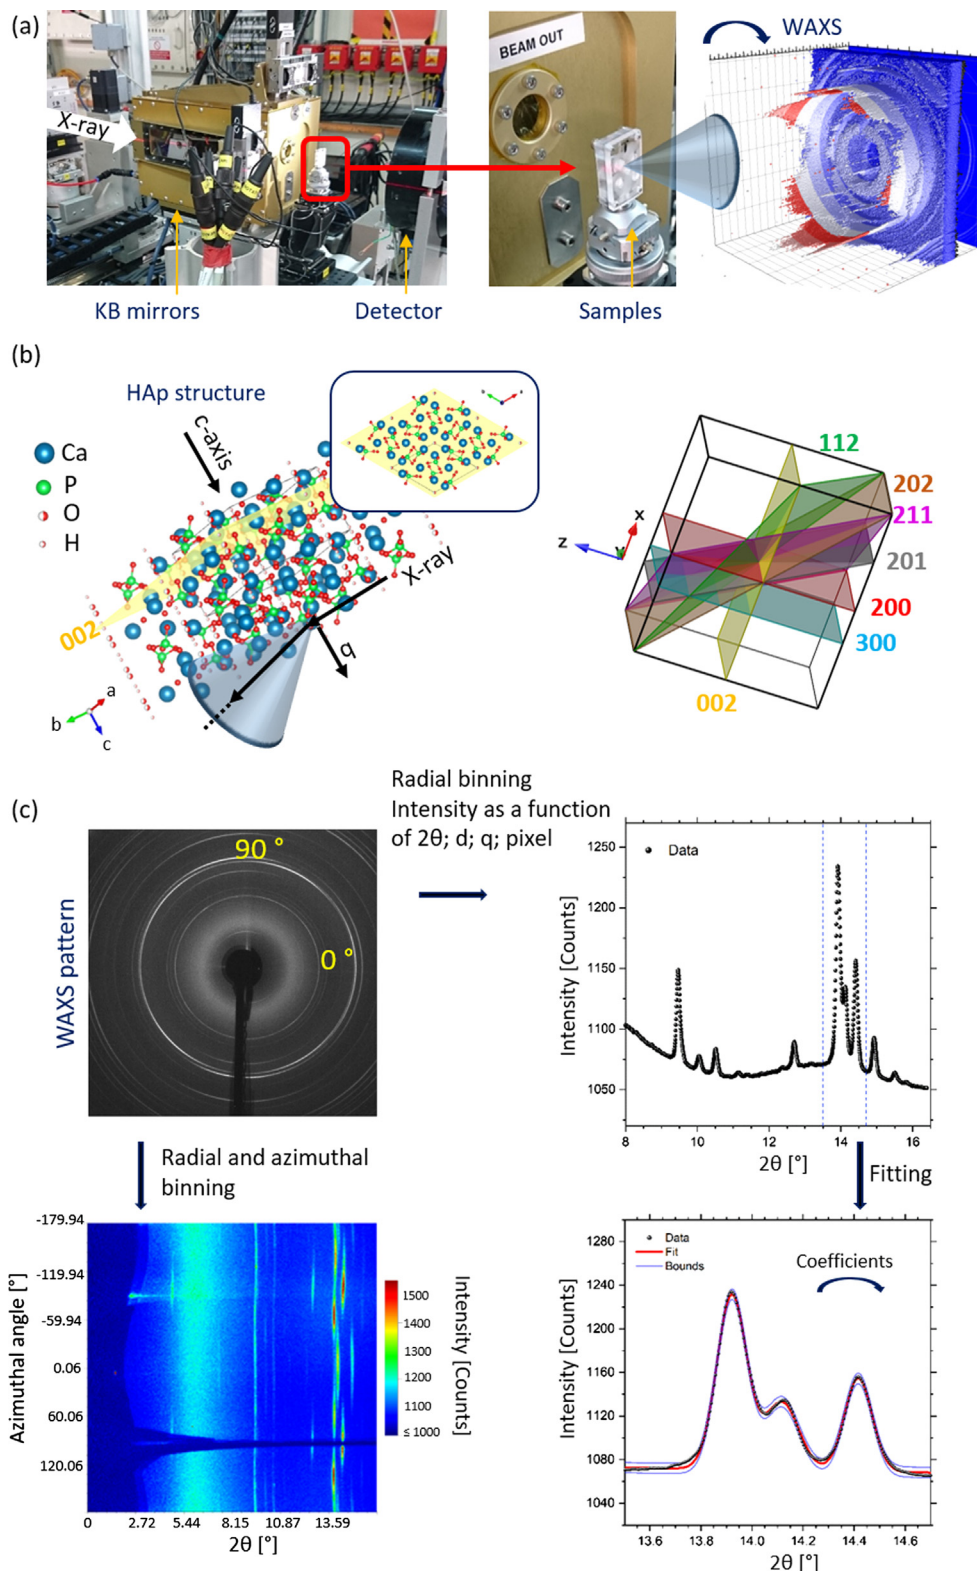 (a)
X-ray
BEAM OUT
WAXS
KB mirrors
Detector
Samples
(b)
HAp structure
c-axis
Ca
P
O
H
X-ray
002
q
a
b
c
112
202
211
201
200
300
002
x
z
(c)
Radial binning
Intensity as a function
of 2θ; d; q; pixel
WAXS pattern
90 °
0 °
Data
Intensity [Counts]
1250
1200
1150
1100
1050
8 10 12 14 16
2θ [°]
Radial and azimuthal
binning
Fitting
Azimuthal angle [°]
-179.94
-119.94
-59.94
0.06
60.06
120.06
0 2.72 5.44 8.15 10.87 13.59
2θ [°]
1500
1400
1300
1200
1100
≤ 1000
Intensity [Counts]
Data
Fit
Bounds
Coefficients
Intensity [Counts]
1280
1240
1200
1160
1120
1080
1040
13.6 13.8 14.0 14.2 14.4 14.6
2θ [°]